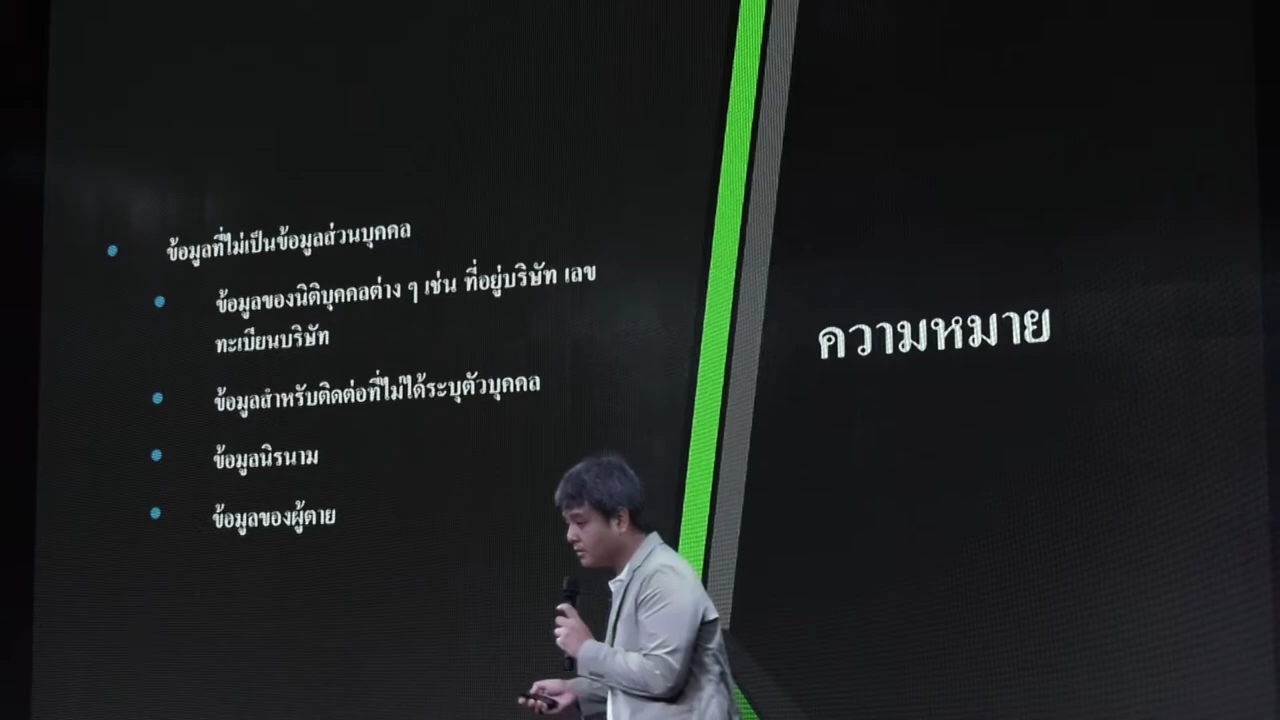 ข้อมูลที่ไม่เป็นข้อมูลส่วนบุคคล
ข้อมูลของนิติบุคคลต่าง ๆ เช่น ที่อยู่บริษัท เลข
ทะเบียนบริษัท
ข้อมูลสำหรับติดต่อที่ไม่ได้ระบุตัวบุคคล
ข้อมูลนิรนาม
ข้อมูลของผู้ตาย
ความหมาย